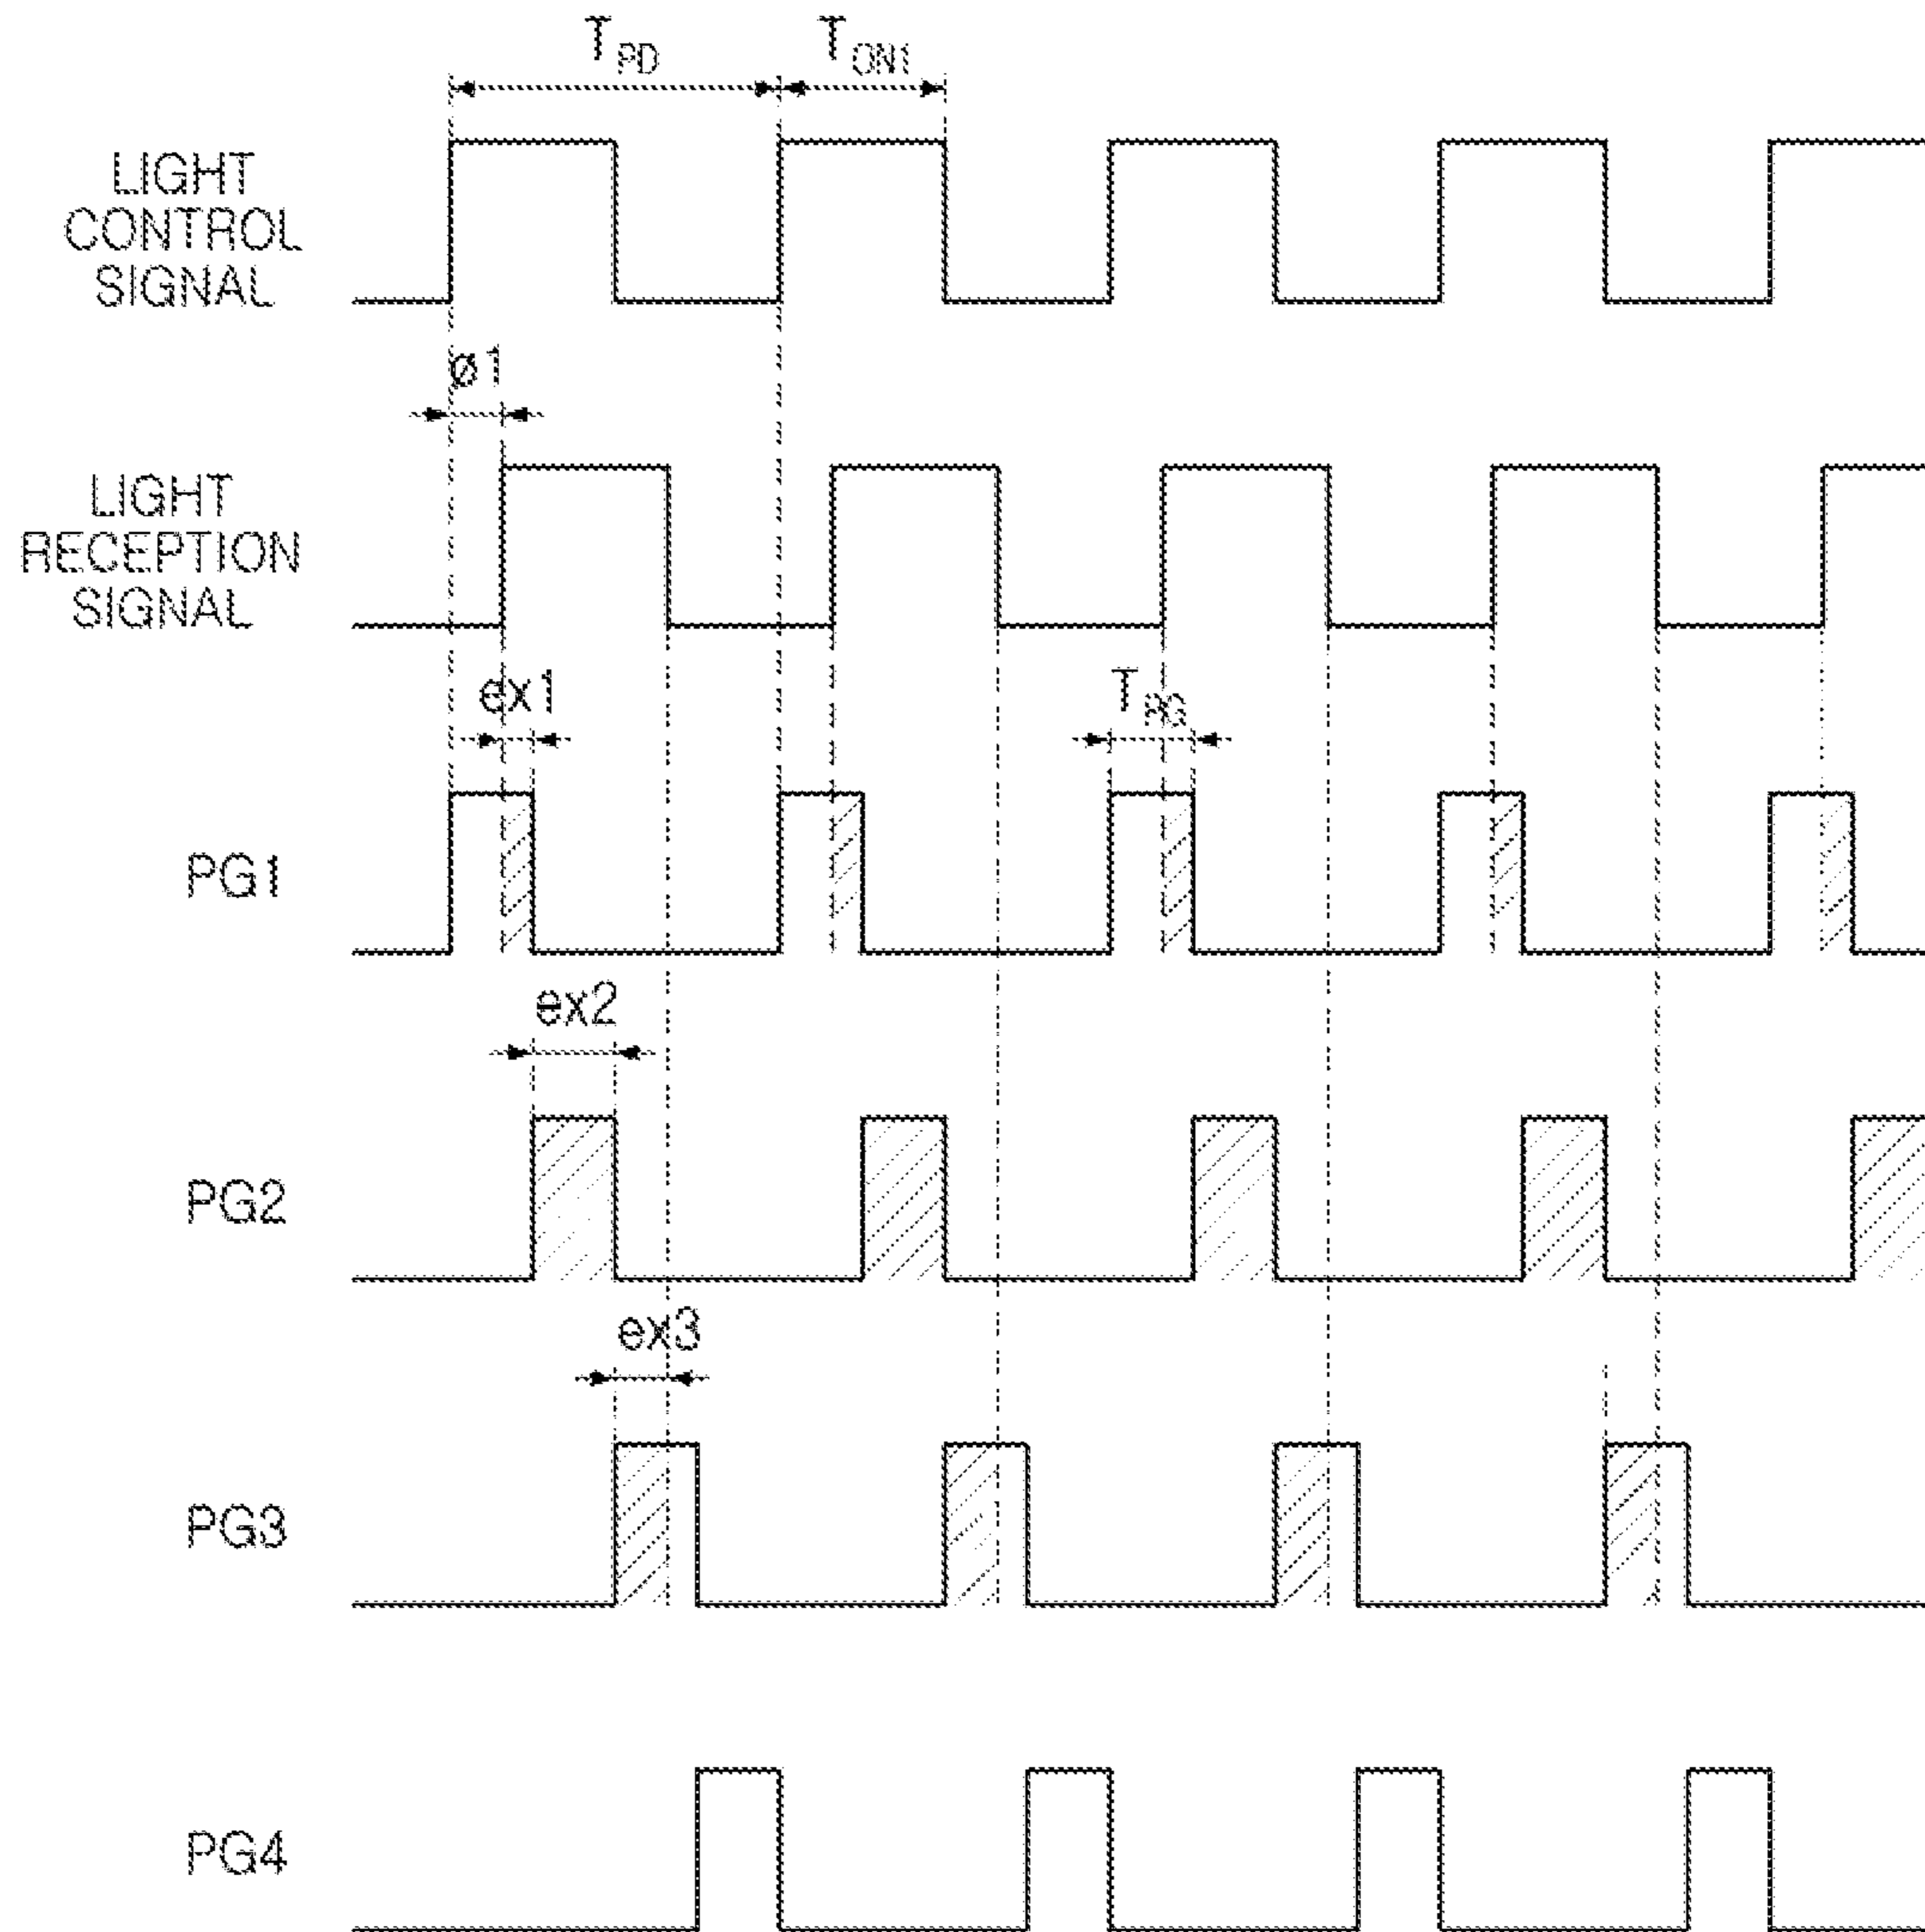 T_PD T_ON1
LIGHT
CONTROL
SIGNAL
ø1
LIGHT
RECEPTION
SIGNAL
ex1 T_PG
PG1
ex2
PG2
ex3
PG3
PG4